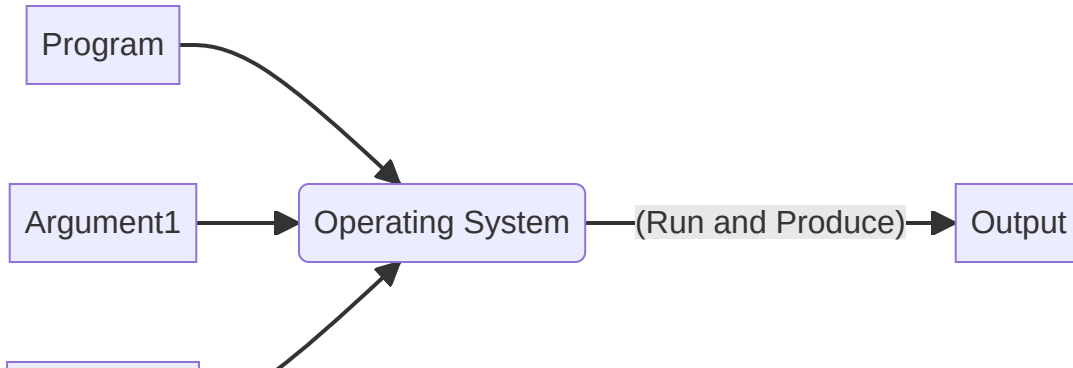 Program
Argument1
Operating System
(Run and Produce)
Output